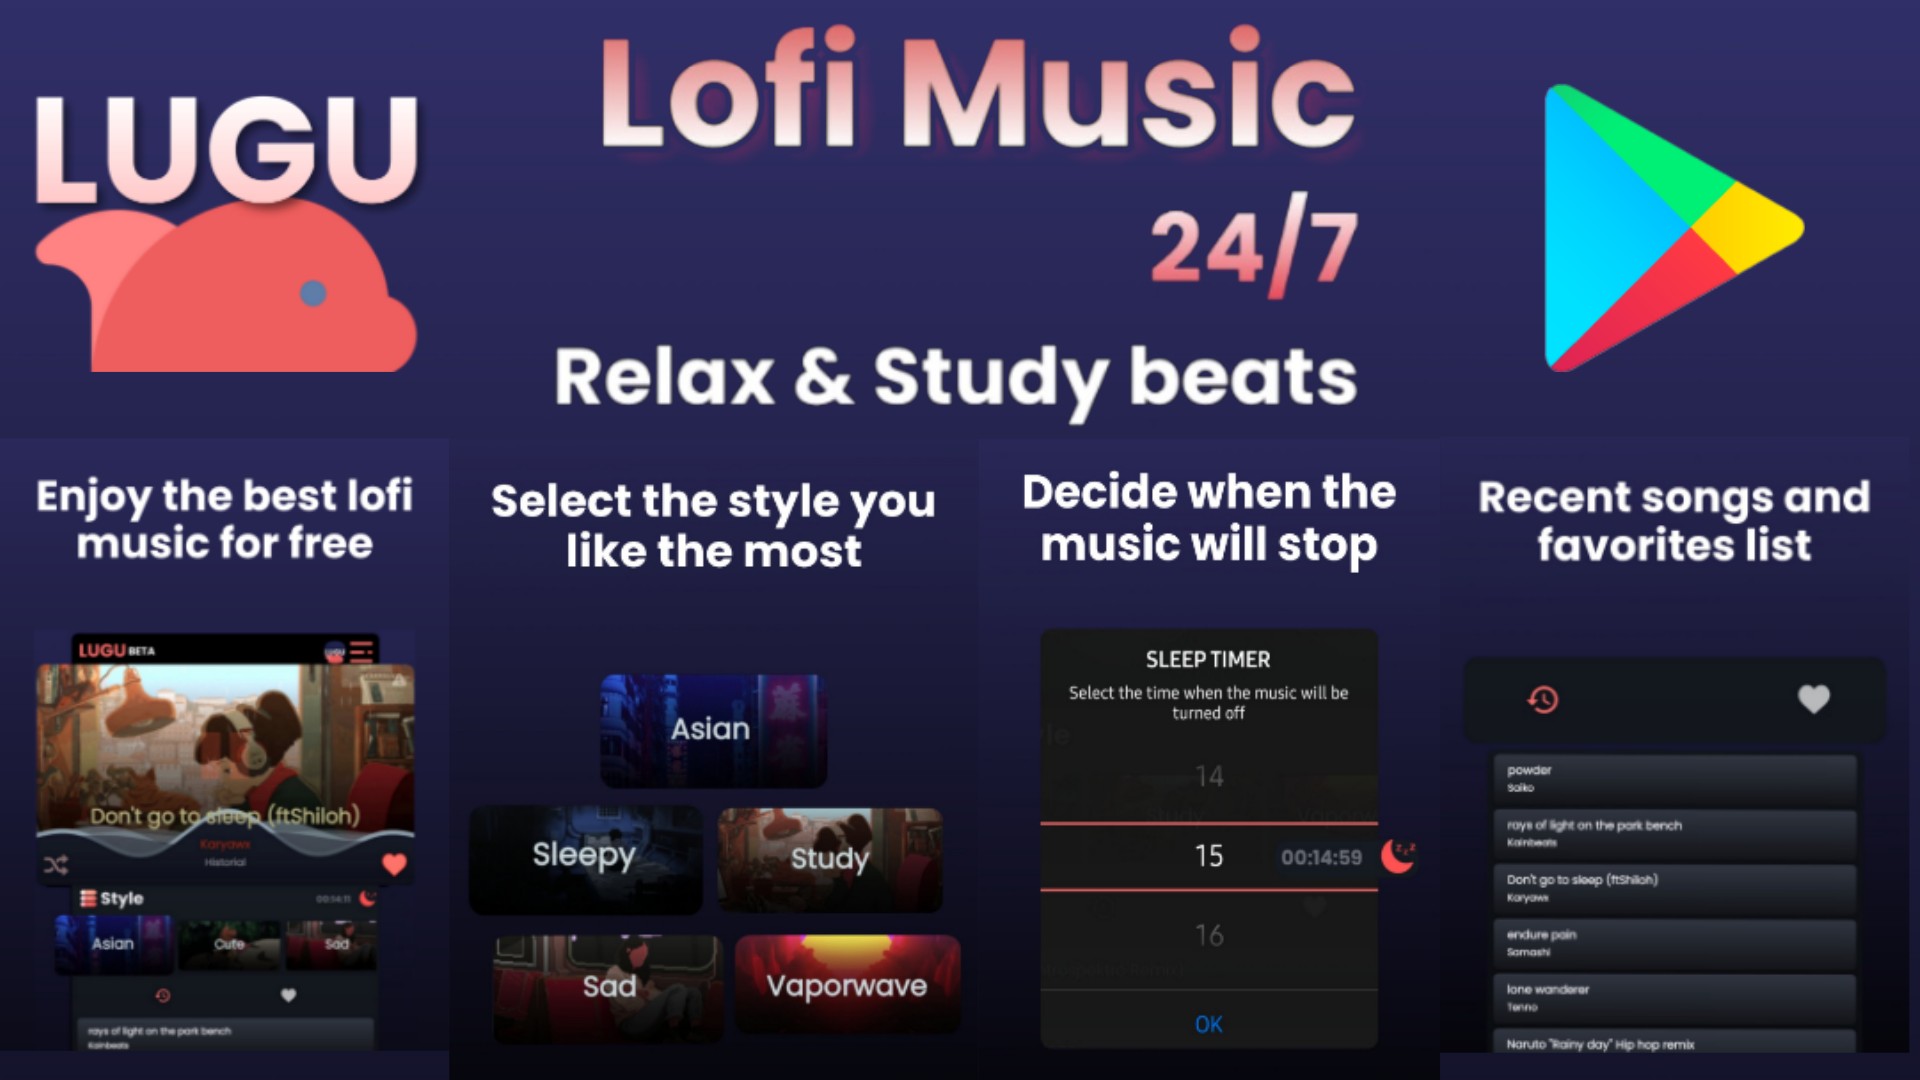 LUGU
Lofi Music
24/7
Relax & Study beats
Enjoy the best lofi
music for free
LUGU BETA
Don't go to sleep (ftShiloh)
Karyawx
Historial
Style
00:14:11
Asian
Cute
Sad
rays of light on the park bench
Kainbeats
Select the style you
like the most
Asian
Sleepy
Study
Sad
Vaporwave
Decide when the
music will stop
SLEEP TIMER
Select the time when the music will be
turned off
14
15
00:14:59
16
OK
Recent songs and
favorites list
powder
Saiko
rays of light on the park bench
Kainbeats
Don't go to sleep (ftShiloh)
Karyawx
endure pain
Samashi
lone wanderer
Tenno
Naruto "Rainy day" Hip hop remix